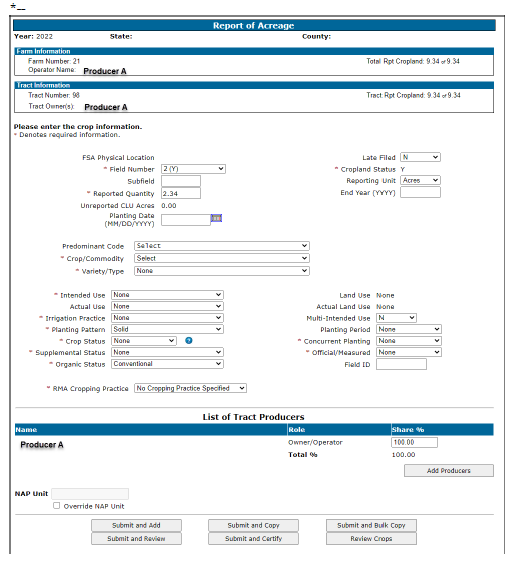 *--
Report of Acreage
Year: 2022 State: County:
Farm Information
Farm Number: 21 Total Rpt Cropland: 9.34 of 9.34
Operator Name: Producer A
Tract Information
Tract Number: 98 Tract Rpt Cropland: 9.34 of 9.34
Tract Owner(s): Producer A
Please enter the crop information.
* Denotes required information.
FSA Physical Location Late Filed N
* Field Number 2 (Y) * Cropland Status Y
Subfield Reporting Unit Acres
* Reported Quantity 2.34 End Year (YYYY)
Unreported CLU Acres 0.00
Planting Date
(MM/DD/YYYY)
Predominant Code Select
* Crop/Commodity Select
* Variety/Type None
* Intended Use None Land Use None
Actual Use None Actual Land Use None
* Irrigation Practice None Multi-Intended Use N
* Planting Pattern Solid Planting Period None
* Crop Status None ? * Concurrent Planting None
* Supplemental Status None * Official/Measured None
* Organic Status Conventional Field ID
* RMA Cropping Practice No Cropping Practice Specified
List of Tract Producers
Name Role Share %
Producer A Owner/Operator 100.00
Total % 100.00
Add Producers
NAP Unit
Override NAP Unit
Submit and Add Submit and Copy Submit and Bulk Copy
Submit and Review Submit and Certify Review Crops